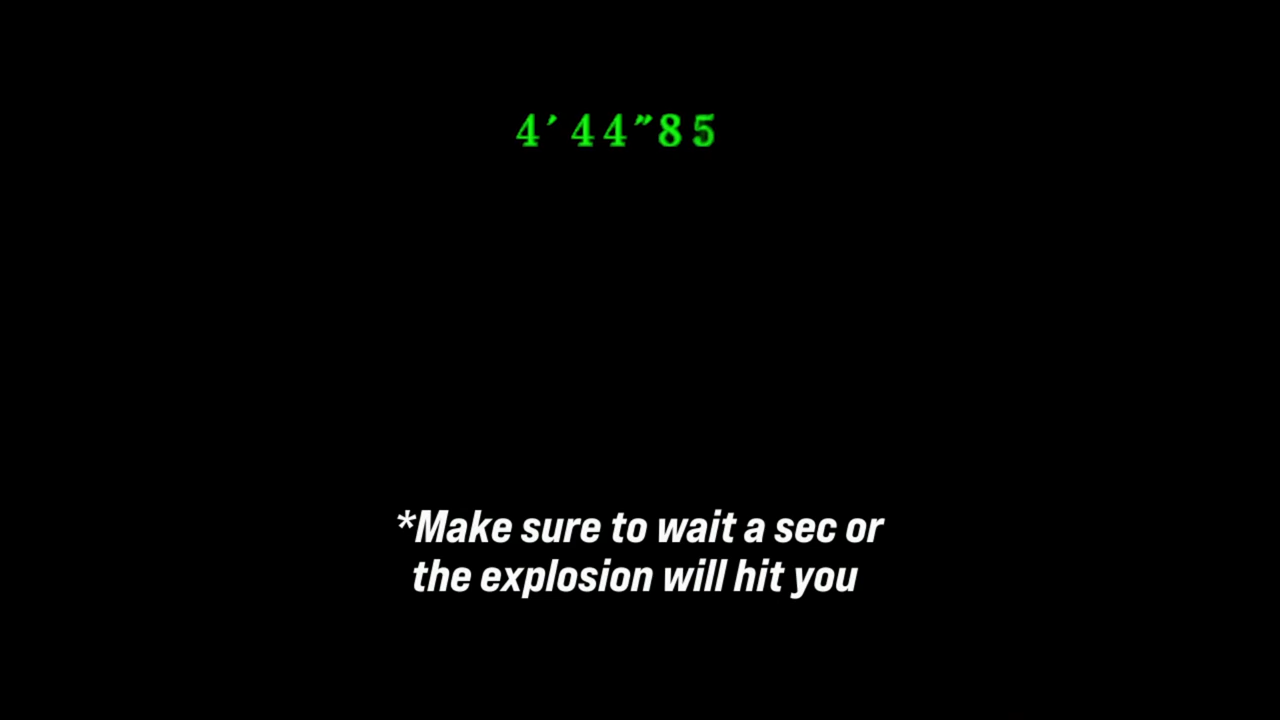 4′44″85
*Make sure to wait a sec or
the explosion will hit you